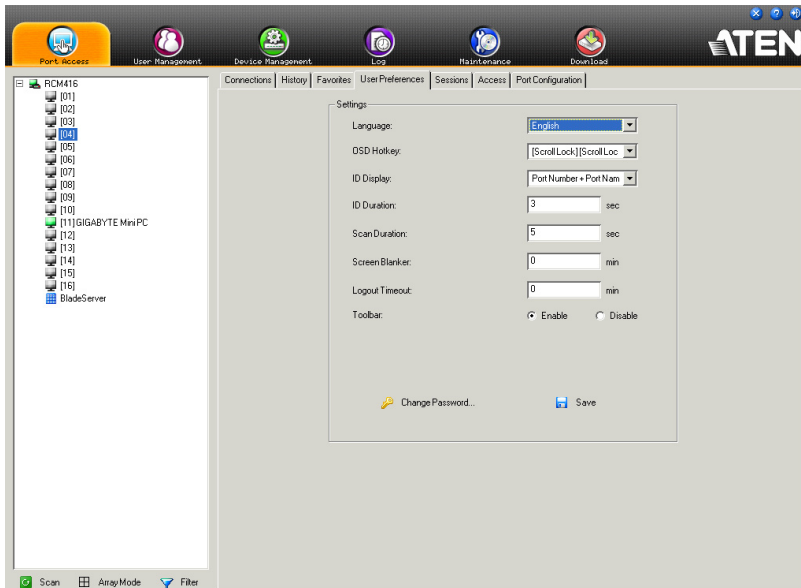 Port Access
User Management
Device Management
Log
Maintenance
Download
ATEN
RCM416
[01]
[02]
[03]
[04]
[05]
[06]
[07]
[08]
[09]
[10]
[11] GIGABYTE Mini PC
[12]
[13]
[14]
[15]
[16]
BladeServer
Scan
Array Mode
Filter
Connections
History
Favorites
User Preferences
Sessions
Access
Port Configuration
Settings
Language: English
OSD Hotkey: [Scroll Lock] [Scroll Loc
ID Display: Port Number + Port Nam
ID Duration: 3 sec
Scan Duration: 5 sec
Screen Blanker: 0 min
Logout Timeout: 0 min
Toolbar: Enable Disable
Change Password...
Save